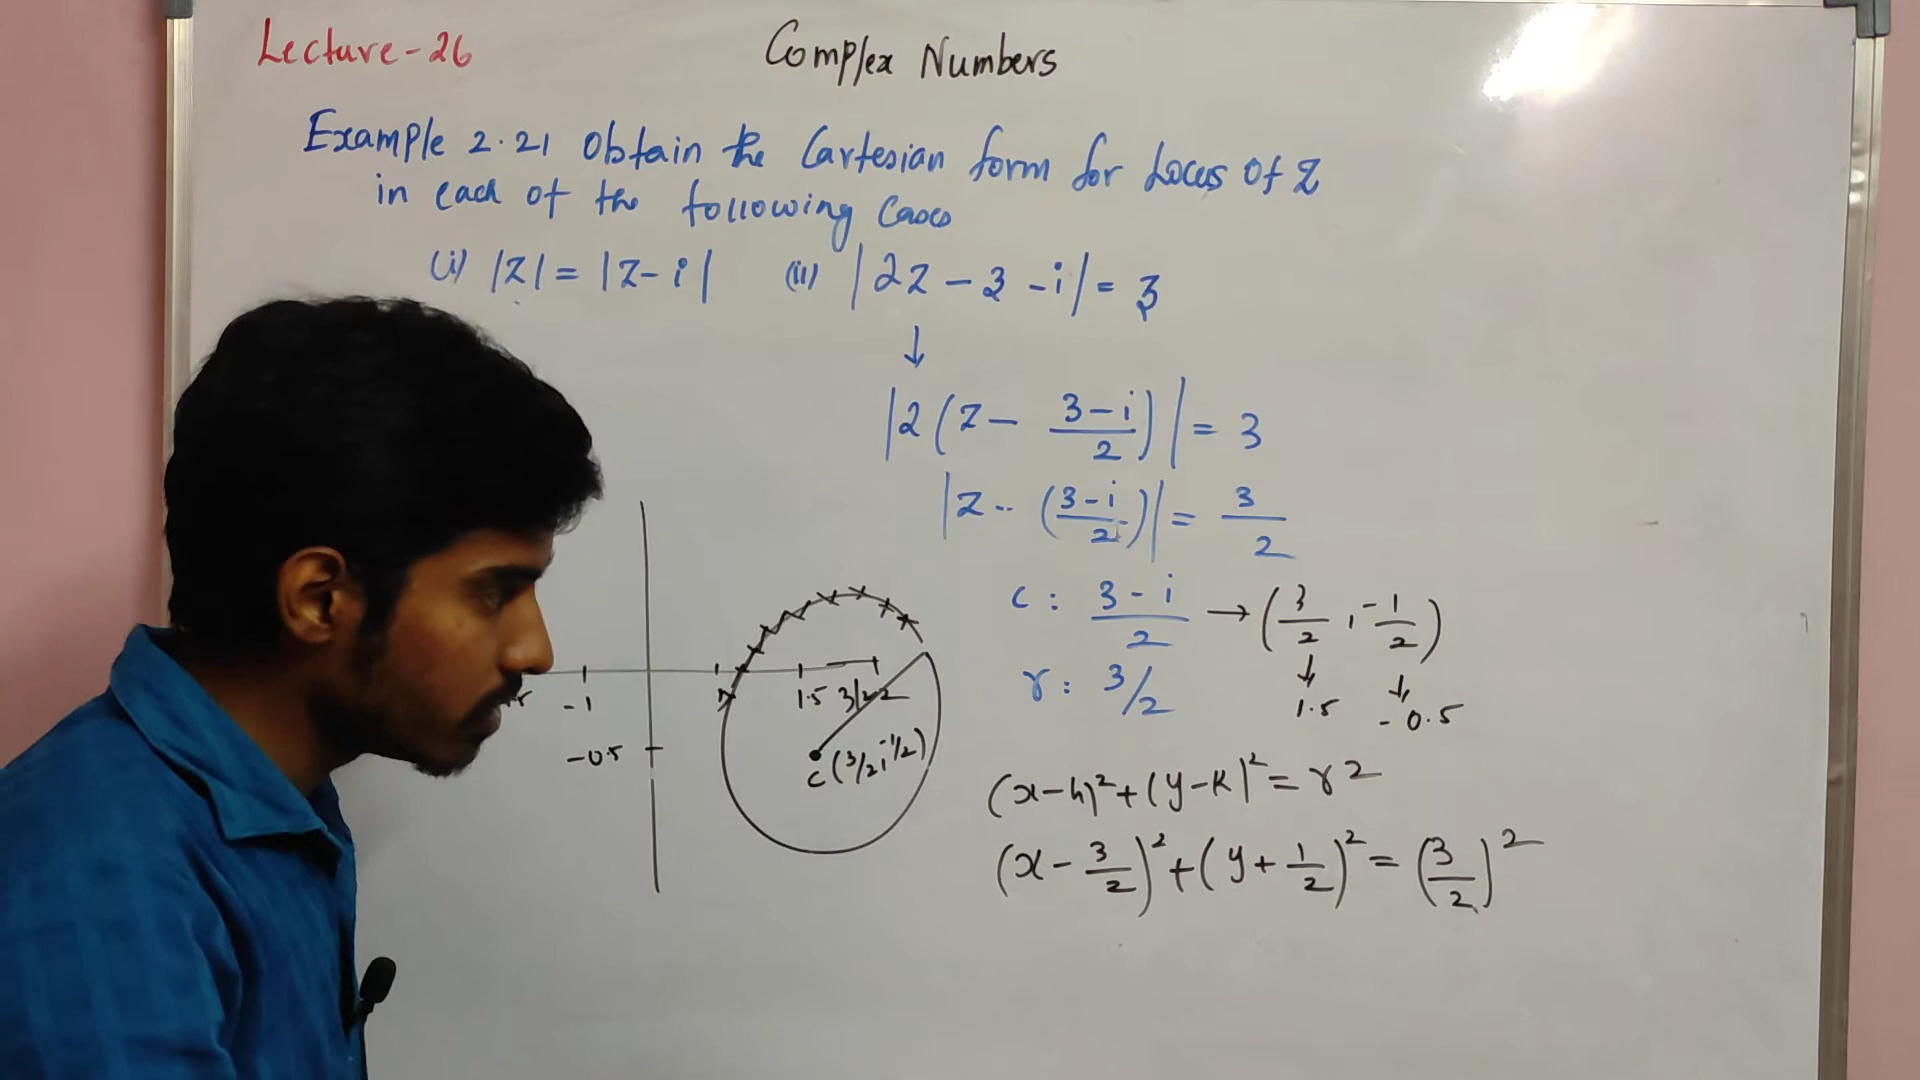 Lecture-26
Complex Numbers
Example 2.21 Obtain the Cartesian form for Locus of Z
in each of the following Cases
(i) |Z| = |Z-i| (ii) |2Z - 3 - i| = 3
↓
|2(Z - (3-i)/2)| = 3
|Z - ((3-i)/2)| = 3/2
C: (3-i)/2 → (3/2, -1/2)
↓ ↓
r: 3/2 1.5 -0.5
(x-h)²+(y-k)²=r2
(x-3/2)²+(y+1/2)²=(3/2)2
-1 1.5 3/2 2
-0.5
C(3/2, -1/2)